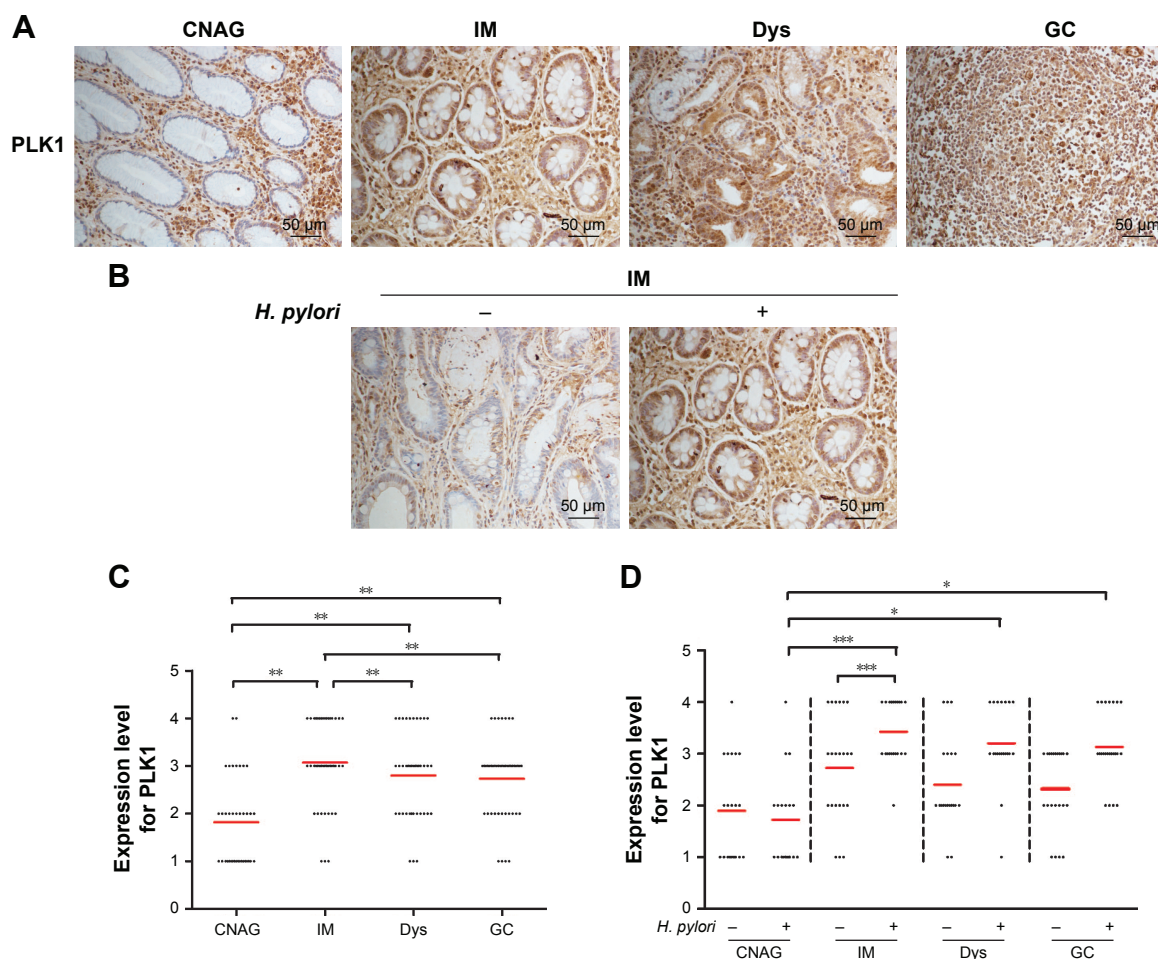 A
CNAG
IM
Dys
GC
PLK1
50 µm
50 µm
50 µm
50 µm
B
IM
H. pylori
–
+
50 µm
50 µm
C
**
**
**
**
**
Expression level
for PLK1
5
4
3
2
1
0
CNAG
IM
Dys
GC
D
*
*
***
***
Expression level
for PLK1
5
4
3
2
1
0
H. pylori – + – + – + – +
CNAG
IM
Dys
GC